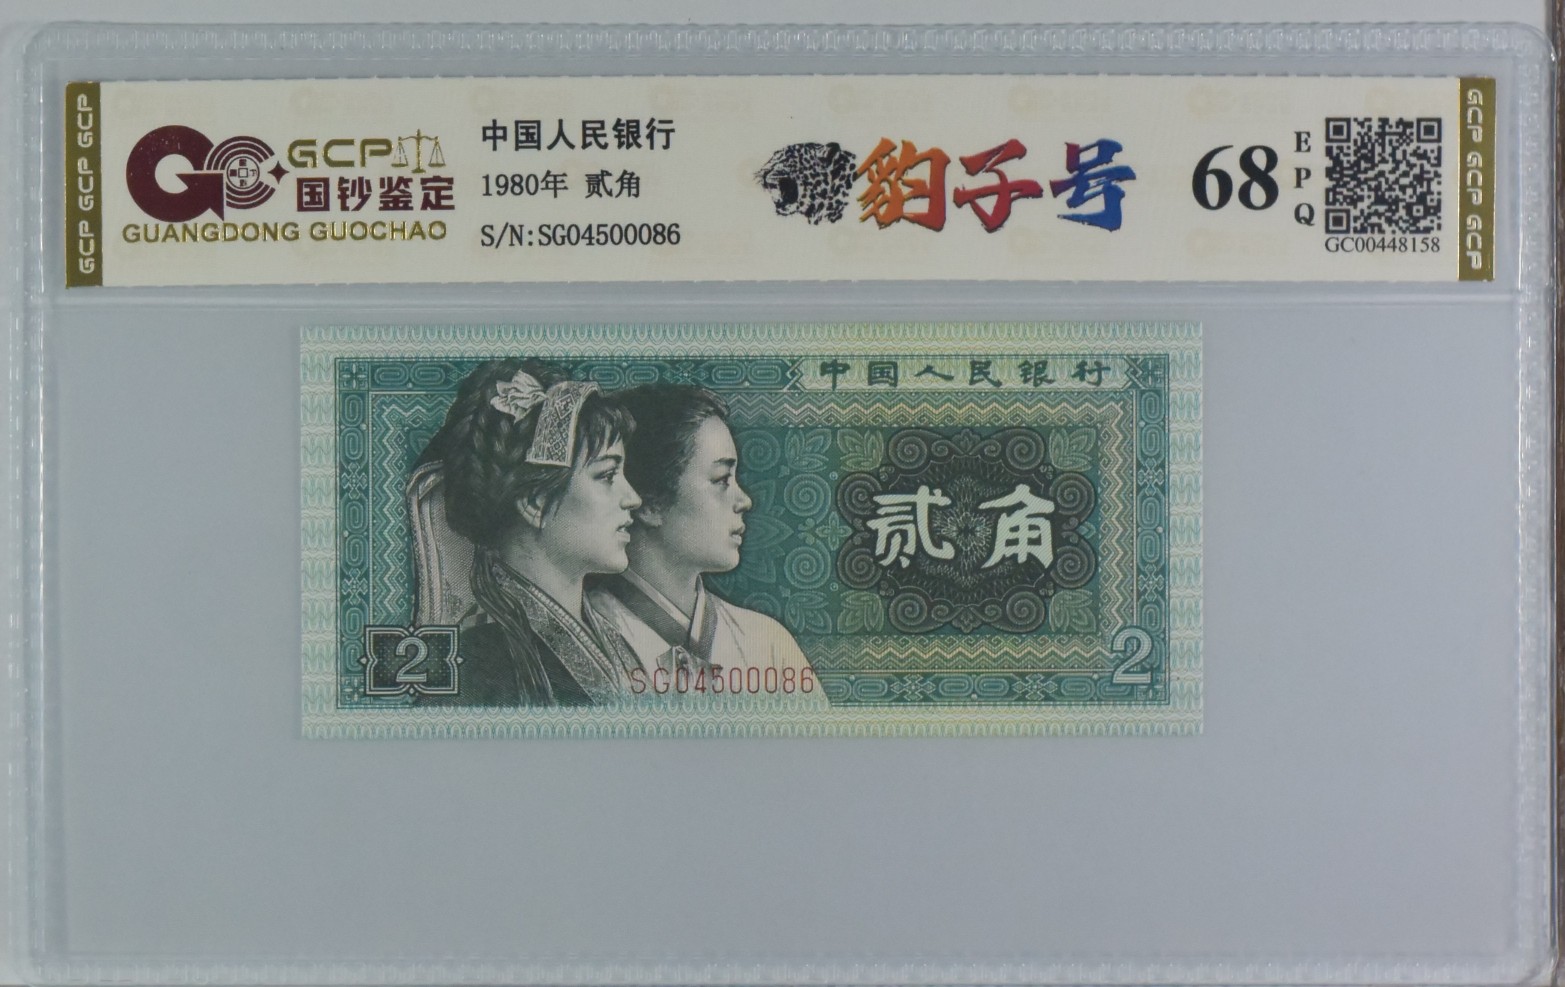 GCP GCP GCP
GCP
国钞鉴定
GUANGDONG GUOCHAO
中国人民银行
1980年 贰角
S/N:SG04500086
豹子号
68
EPQ
GC00448158
GCP GCP GCP
中国人民银行
贰角
2
SG04500086
2